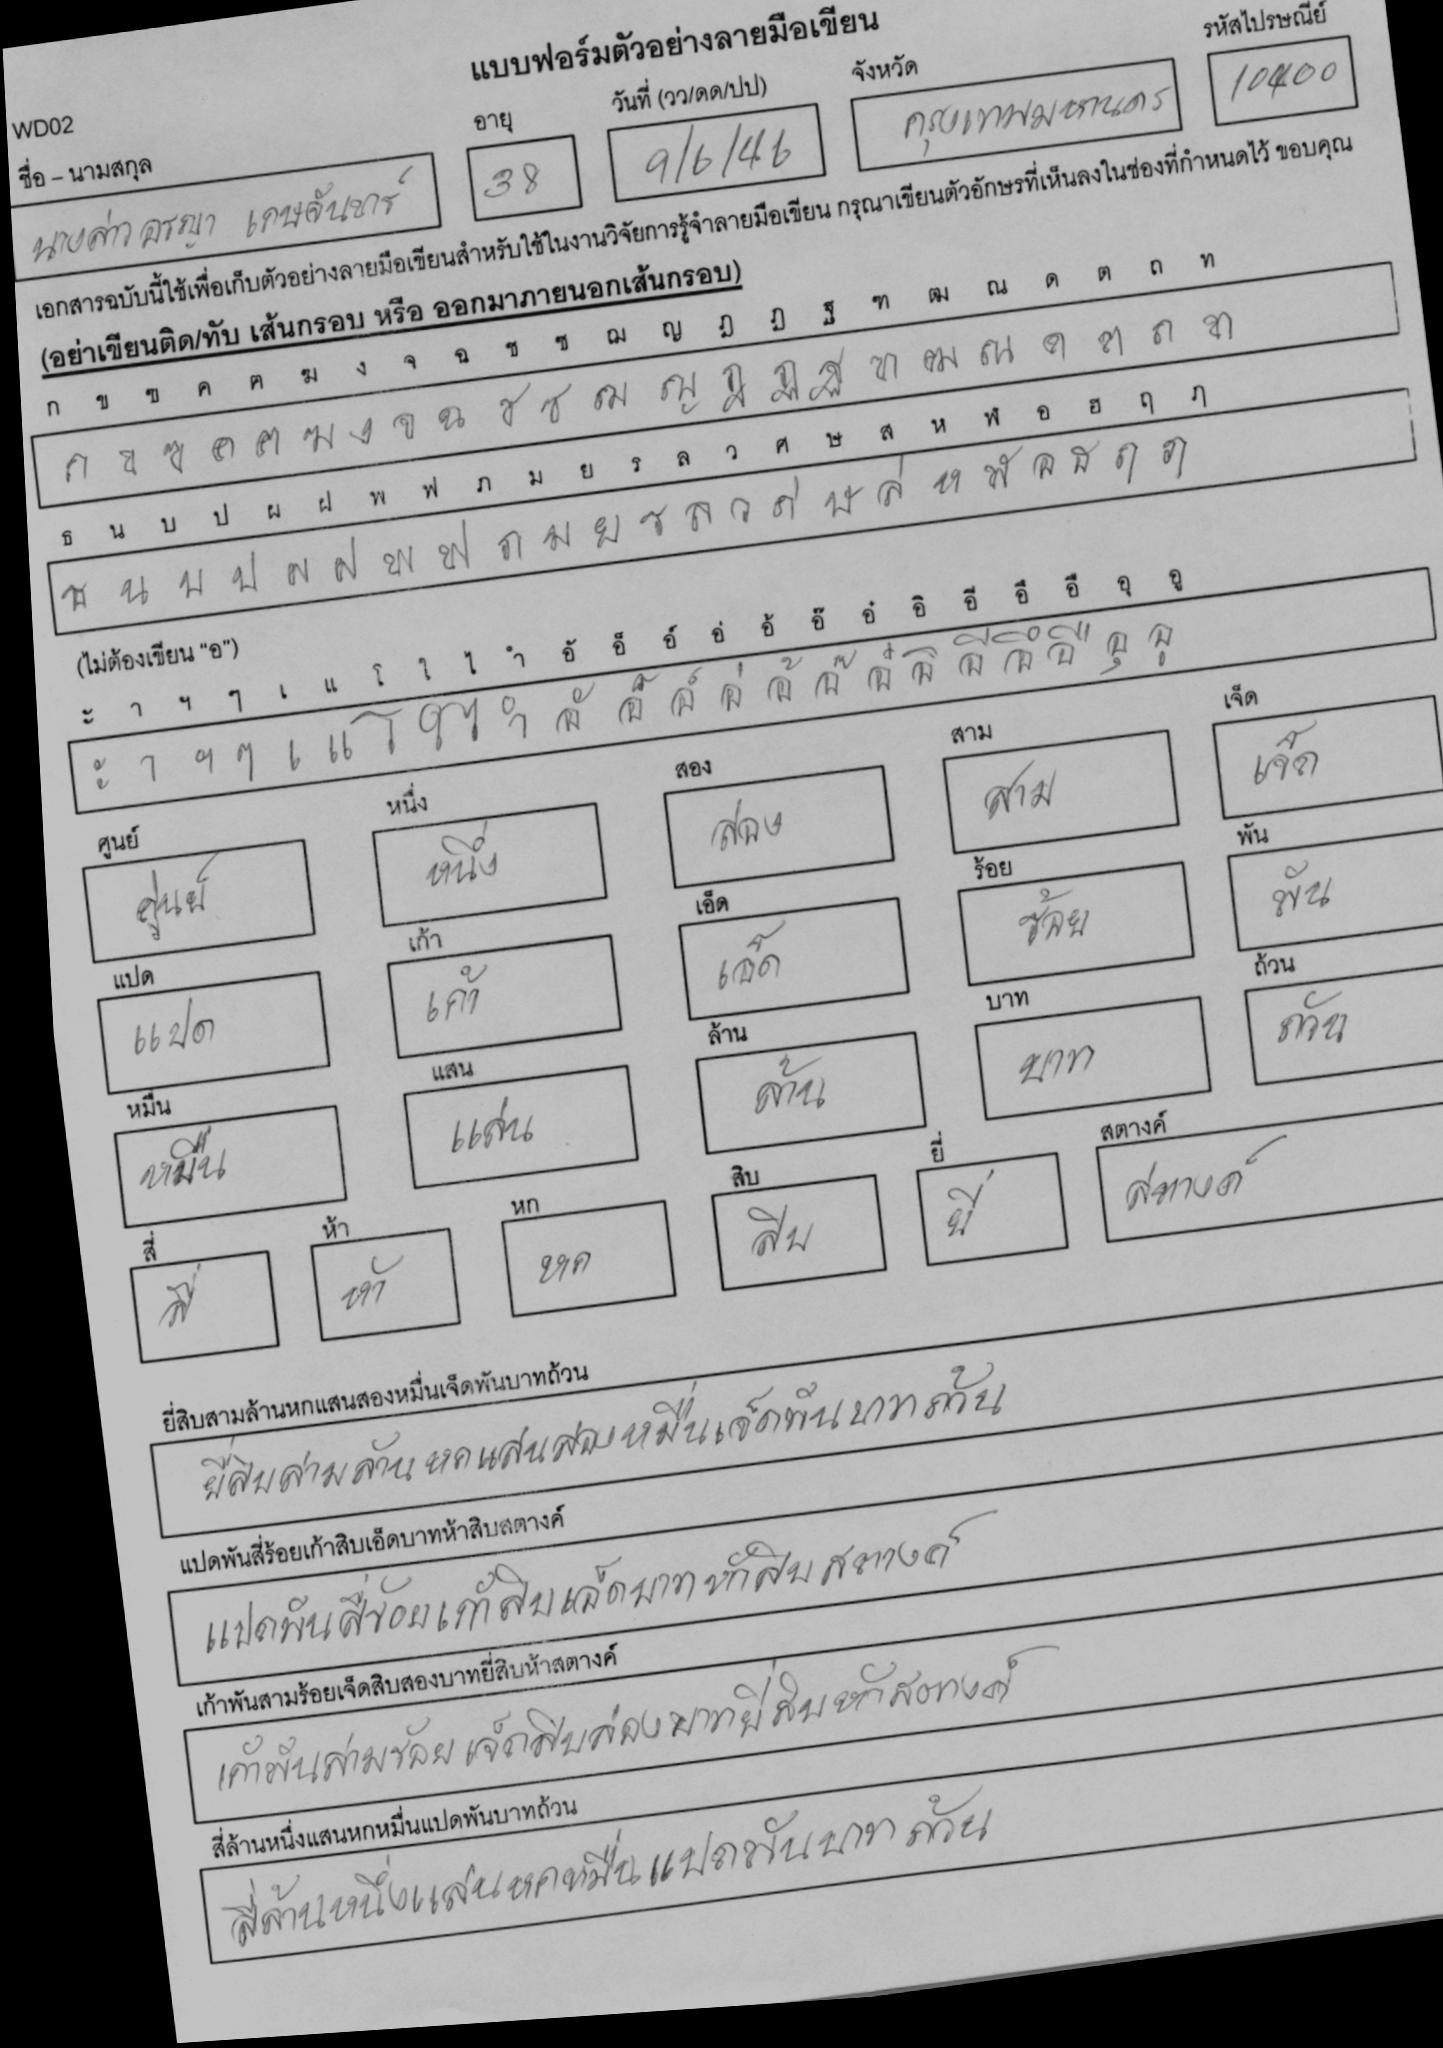 แบบฟอร์มตัวอย่างลายมือเขียน
WD02
ชื่อ – นามสกุล อายุ วันที่ (วว/ดด/ปป) จังหวัด รหัสไปรษณีย์
นางสาว อรญา เกษจันทาร์ 38 9/6/46 กรุงเทพมหานคร 10400
เอกสารฉบับนี้ใช้เพื่อเก็บตัวอย่างลายมือเขียนสำหรับใช้ในงานวิจัยการรู้จำลายมือเขียน กรุณาเขียนตัวอักษรที่เห็นลงในช่องที่กำหนดไว้ ขอบคุณ
(อย่าเขียนติด/ทับ เส้นกรอบ หรือ ออกมาภายนอกเส้นกรอบ)
ก ข ฃ ค ฅ ฆ ง จ ฉ ช ซ ฌ ญ ฎ ฏ ฐ ฑ ฒ ณ ด ต ถ ท
ก ข ฃ ค ฅ ฆ ง จ ฉ ช ซ ฌ ญ ฎ ฏ ฐ ฑ ฒ ณ ด ต ถ ท
ธ น บ ป ผ ฝ พ ฟ ภ ม ย ร ล ว ศ ษ ส ห ฬ อ ฮ ฤ ภ
ธ น บ ป ผ ฝ พ ฟ ภ ม ย ร ล ว ศ ษ ส ห ฬ อ ฮ ฤ ภ
(ไม่ต้องเขียน "อ")
ะ า ฯ ๆ เ แ โ ใ ไ ำ อั อ็ อ์ อ่ อ้ อ๊ อ๋ อิ อี อึ อื อุ อู
ะ า ฯ ๆ เ แ โ ใ ไ ำ อั อ็ อ์ อ่ อ้ อ๊ อ๋ อิ อี อึ อื อุ อู
ศูนย์ หนึ่ง สอง สาม เจ็ด
ศูนย์ หนึ่ง สอง สาม เจ็ด
แปด เก้า เอ็ด ร้อย พัน
แปด เก้า เอ็ด ร้อย พัน
หมื่น แสน ล้าน บาท ถ้วน
หมื่น แสน ล้าน บาท ถ้วน
สี่ ห้า หก สิบ ยี่ สตางค์
สี่ ห้า หก สิบ ยี่ สตางค์
ยี่สิบสามล้านหกแสนสองหมื่นเจ็ดพันบาทถ้วน
ยี่สิบสามล้านหกแสนสองหมื่นเจ็ดพันบาทถ้วน
แปดพันสี่ร้อยเก้าสิบเอ็ดบาทห้าสิบสตางค์
แปดพันสี่ร้อยเก้าสิบเอ็ดบาทห้าสิบสตางค์
เก้าพันสามร้อยเจ็ดสิบสองบาทยี่สิบห้าสตางค์
เก้าพันสามร้อยเจ็ดสิบสองบาทยี่สิบห้าสตางค์
สี่ล้านหนึ่งแสนหกหมื่นแปดพันบาทถ้วน
สี่ล้านหนึ่งแสนหกหมื่นแปดพันบาทถ้วน